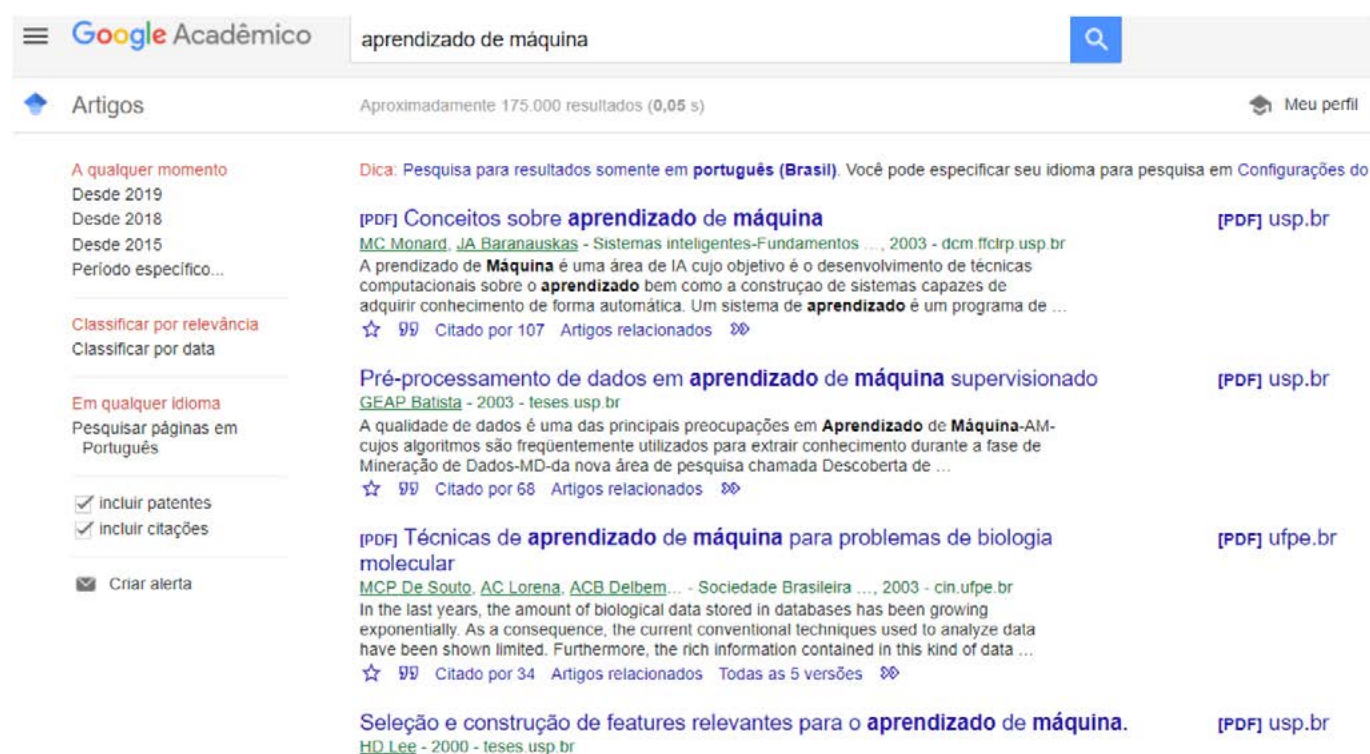 Google Acadêmico
aprendizado de máquina
Artigos
Aproximadamente 175.000 resultados (0,05 s)
Meu perfil
A qualquer momento
Desde 2019
Desde 2018
Desde 2015
Período específico...
Classificar por relevância
Classificar por data
Em qualquer idioma
Pesquisar páginas em
Português
incluir patentes
incluir citações
Criar alerta
Dica: Pesquisa para resultados somente em português (Brasil). Você pode especificar seu idioma para pesquisa em Configurações do
[PDF] Conceitos sobre aprendizado de máquina
[PDF] usp.br
MC Monard, JA Baranauskas - Sistemas inteligentes-Fundamentos ..., 2003 - dcm.ffclrp.usp.br
A prendizado de Máquina é uma área de IA cujo objetivo é o desenvolvimento de técnicas
computacionais sobre o aprendizado bem como a construçao de sistemas capazes de
adquirir conhecimento de forma automática. Um sistema de aprendizado é um programa de ...
Citado por 107 Artigos relacionados
Pré-processamento de dados em aprendizado de máquina supervisionado
[PDF] usp.br
GEAP Batista - 2003 - teses.usp.br
A qualidade de dados é uma das principais preocupações em Aprendizado de Máquina-AM-
cujos algoritmos são freqüentemente utilizados para extrair conhecimento durante a fase de
Mineração de Dados-MD-da nova área de pesquisa chamada Descoberta de ...
Citado por 68 Artigos relacionados
[PDF] Técnicas de aprendizado de máquina para problemas de biologia
molecular
[PDF] ufpe.br
MCP De Souto, AC Lorena, ACB Delbem... - Sociedade Brasileira ..., 2003 - cin.ufpe.br
In the last years, the amount of biological data stored in databases has been growing
exponentially. As a consequence, the current conventional techniques used to analyze data
have been shown limited. Furthermore, the rich information contained in this kind of data ...
Citado por 34 Artigos relacionados Todas as 5 versões
Seleção e construção de features relevantes para o aprendizado de máquina.
[PDF] usp.br
HD Lee - 2000 - teses.usp.br